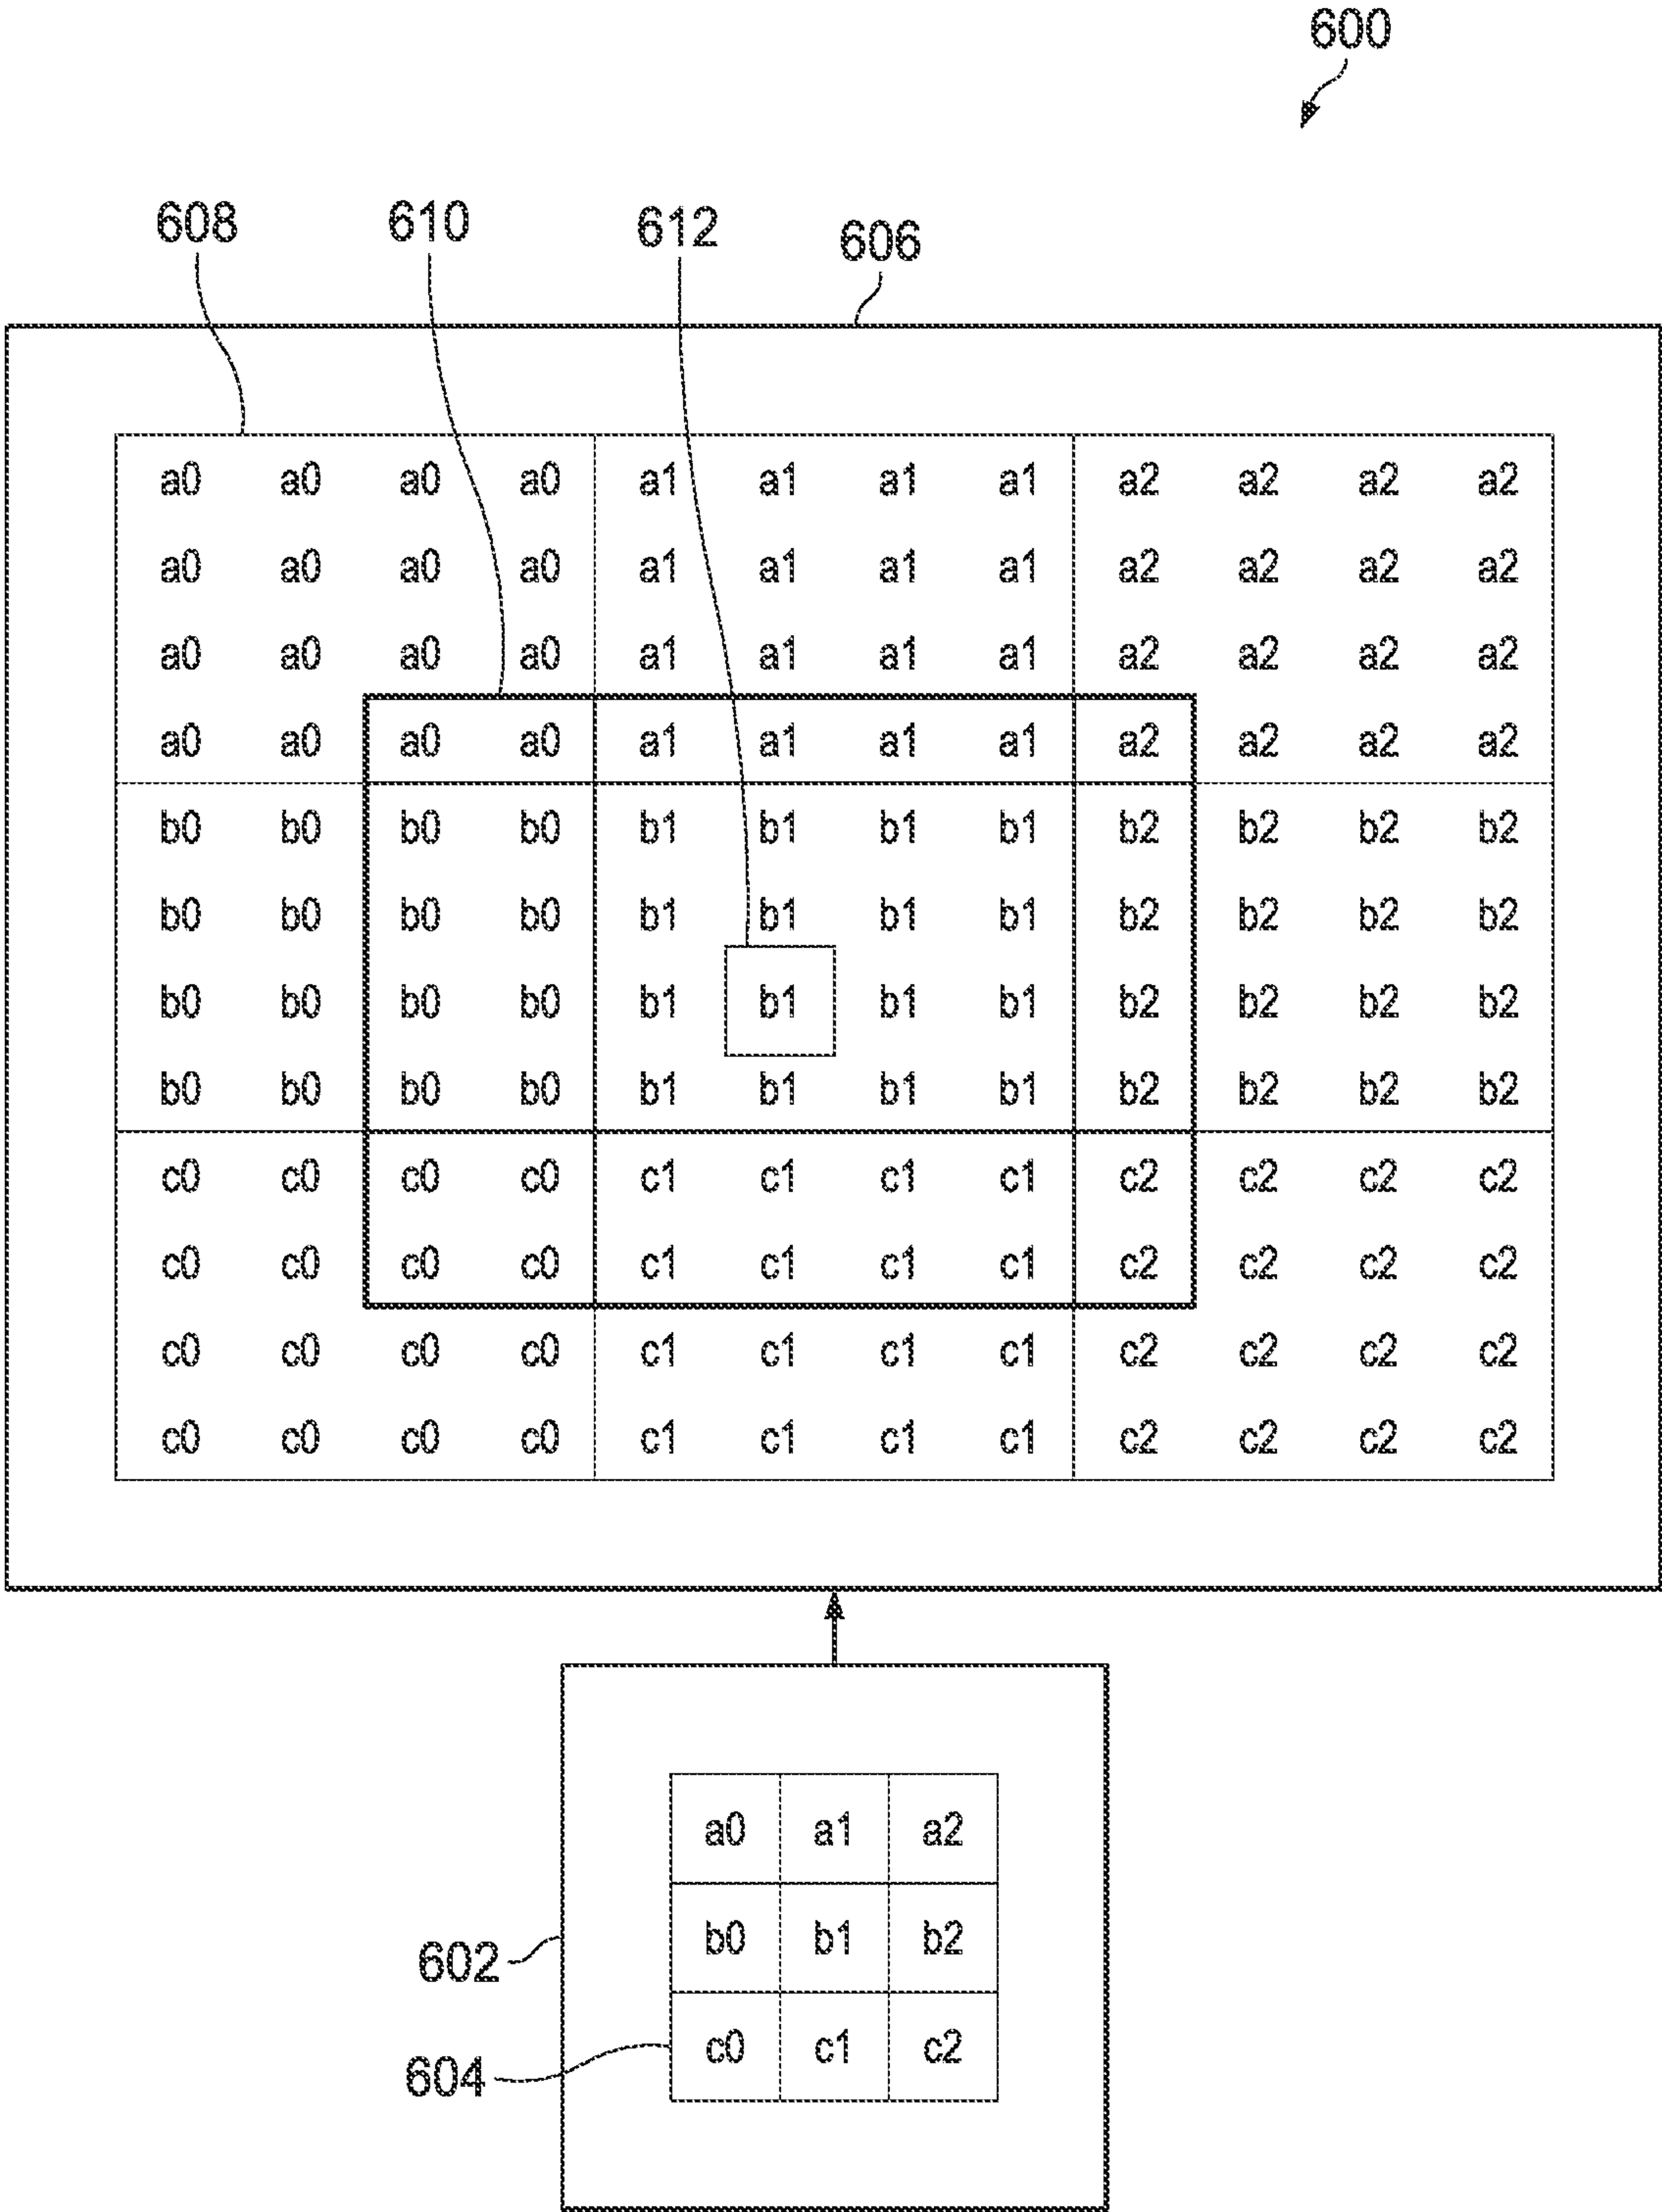 600
608 610 612 606
a0 a0 a0 a0 a1 a1 a1 a1 a2 a2 a2 a2
a0 a0 a0 a0 a1 a1 a1 a1 a2 a2 a2 a2
a0 a0 a0 a0 a1 a1 a1 a1 a2 a2 a2 a2
a0 a0 a0 a0 a1 a1 a1 a1 a2 a2 a2 a2
b0 b0 b0 b0 b1 b1 b1 b1 b2 b2 b2 b2
b0 b0 b0 b0 b1 b1 b1 b1 b2 b2 b2 b2
b0 b0 b0 b0 b1 b1 b1 b1 b2 b2 b2 b2
b0 b0 b0 b0 b1 b1 b1 b1 b2 b2 b2 b2
c0 c0 c0 c0 c1 c1 c1 c1 c2 c2 c2 c2
c0 c0 c0 c0 c1 c1 c1 c1 c2 c2 c2 c2
c0 c0 c0 c0 c1 c1 c1 c1 c2 c2 c2 c2
c0 c0 c0 c0 c1 c1 c1 c1 c2 c2 c2 c2
a0 a1 a2
b0 b1 b2
602
c0 c1 c2
604